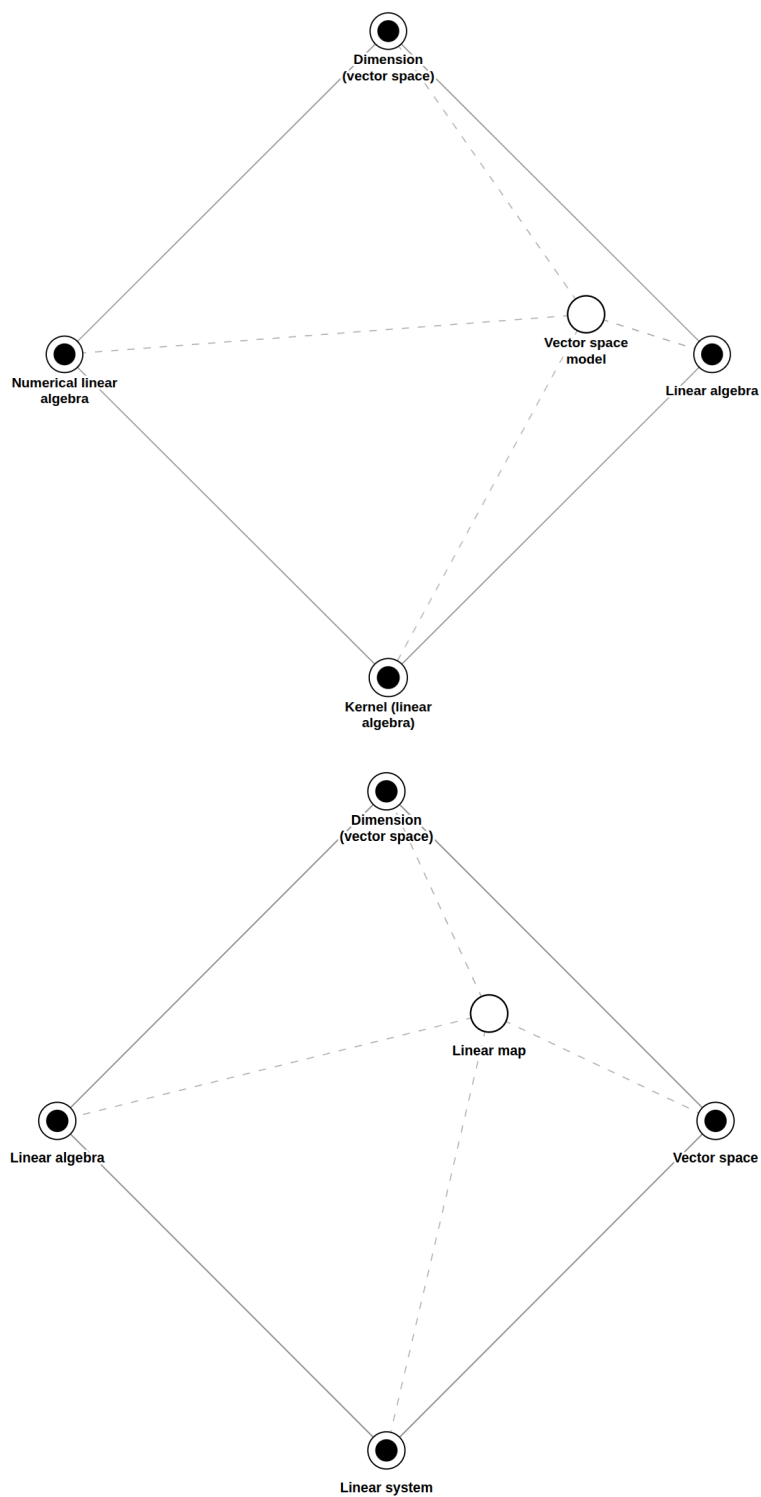 Dimension
(vector space)
Vector space
model
Numerical linear
algebra
Linear algebra
Kernel (linear
algebra)
Dimension
(vector space)
Linear map
Linear algebra
Vector space
Linear system